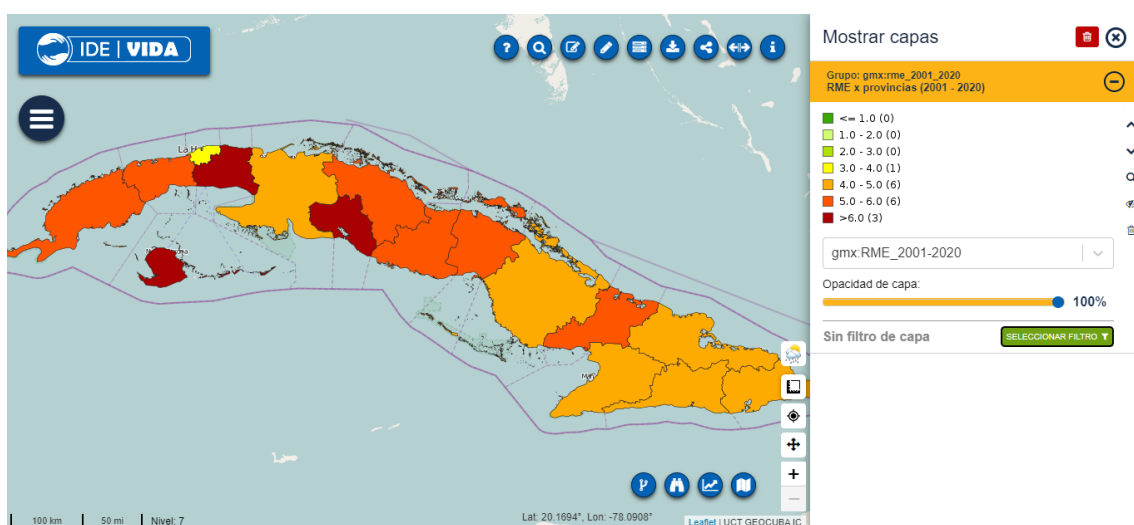 IDE | VIDA
?
i
La H
Min
+
−
100 km 50 mi Nivel: 7
Lat: 20.1694°, Lon: -78.0908°
Leaflet | UCT GEOCUBA IC
Mostrar capas
Grupo: gmx:rme_2001_2020
RME x provincias (2001 - 2020)
<= 1.0 (0)
1.0 - 2.0 (0)
2.0 - 3.0 (0)
3.0 - 4.0 (1)
4.0 - 5.0 (6)
5.0 - 6.0 (6)
>6.0 (3)
gmx:RME_2001-2020
Opacidad de capa:
100%
Sin filtro de capa
SELECCIONAR FILTRO